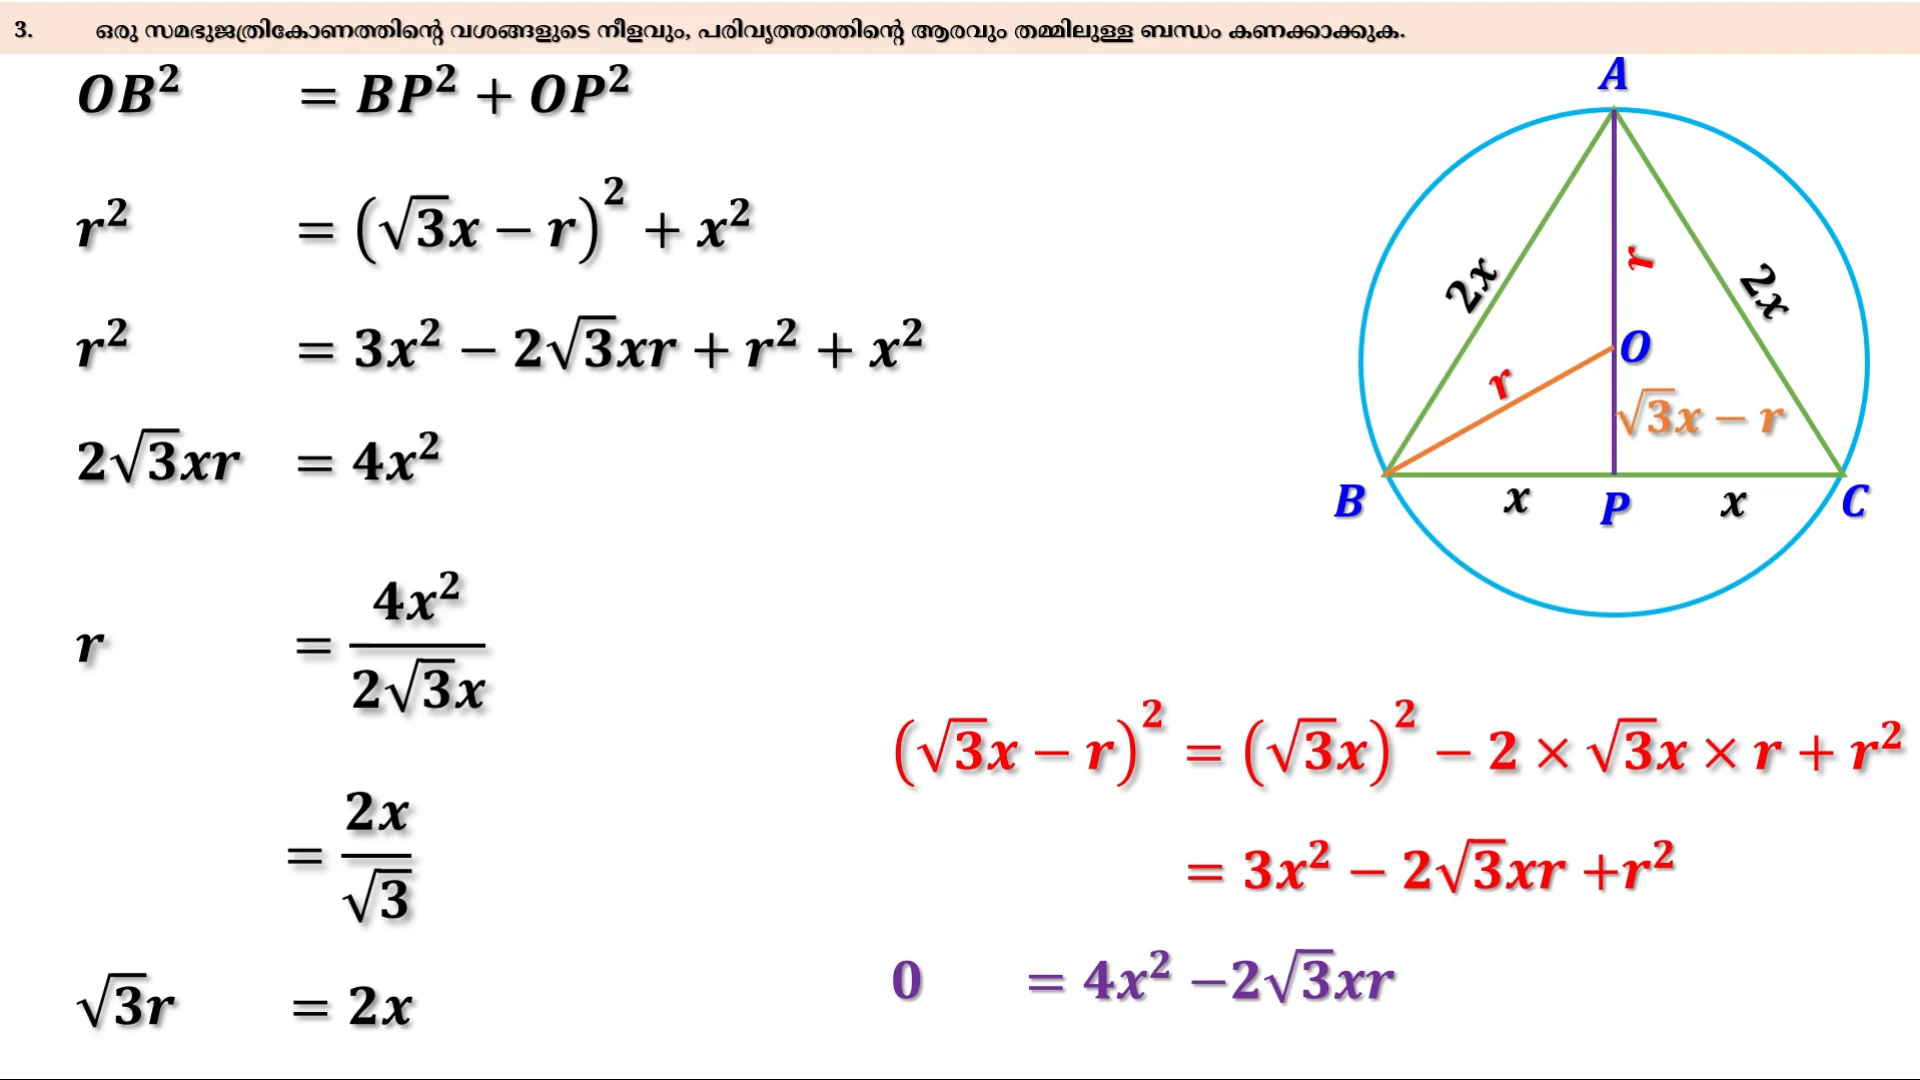 3. ഒരു സമഭുജത്രികോണത്തിന്റെ വശങ്ങളുടെ നീളവും, പരിവൃത്തത്തിന്റെ ആരവും തമ്മിലുള്ള ബന്ധം കണക്കാക്കുക.
OB² = BP² + OP²
r² = (√3x − r)² + x²
r² = 3x² − 2√3xr + r² + x²
2√3xr = 4x²
r = 4x² / 2√3x
= 2x / √3
√3r = 2x
A
2x
r
2x
O
r
√3x − r
B
x
P
x
C
(√3x − r)² = (√3x)² − 2 × √3x × r + r²
= 3x² − 2√3xr +r²
0 = 4x² −2√3xr